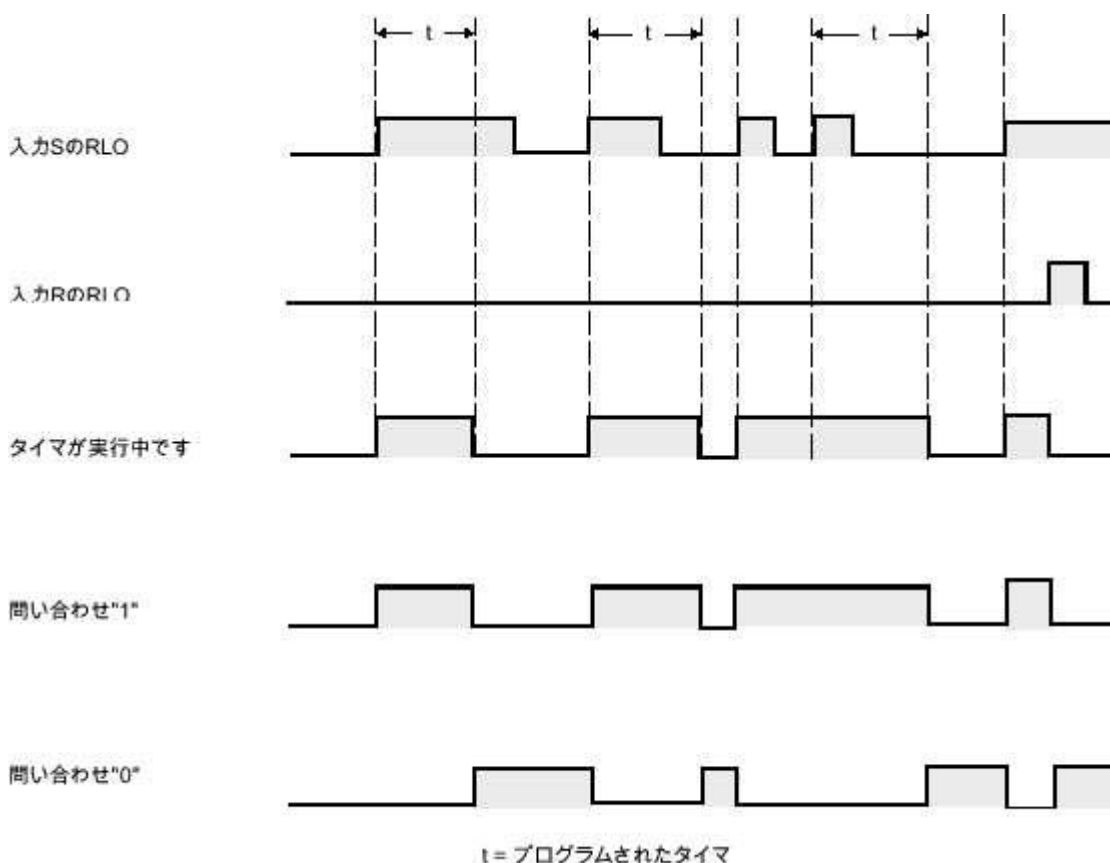 t t t
入力SのRLO
入力RのRLO
タイマが実行中です
問い合わせ"1"
問い合わせ"0"
t = プログラムされたタイマ